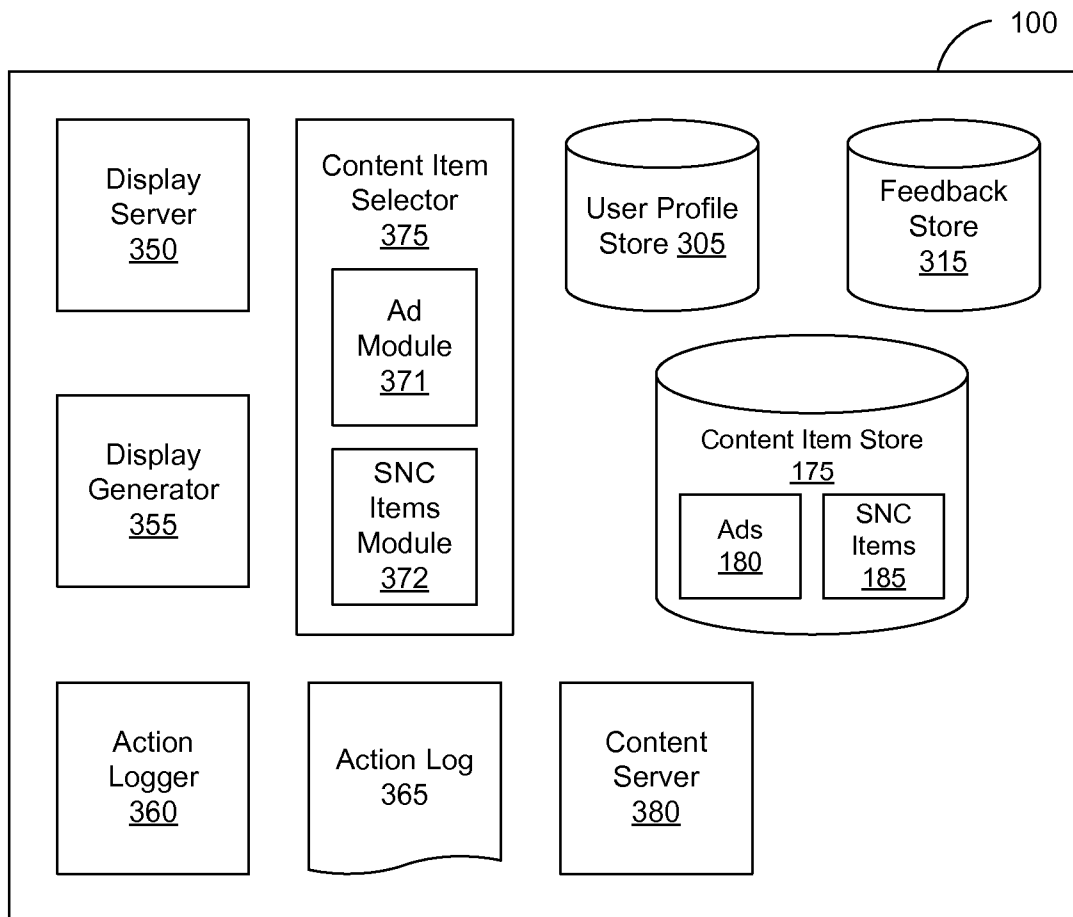 100
Display
Server
350
Content Item
Selector
375
Ad
Module
371
SNC
Items
Module
372
User Profile
Store 305
Feedback
Store
315
Display
Generator
355
Content Item Store
175
Ads
180
SNC
Items
185
Action
Logger
360
Action Log
365
Content
Server
380